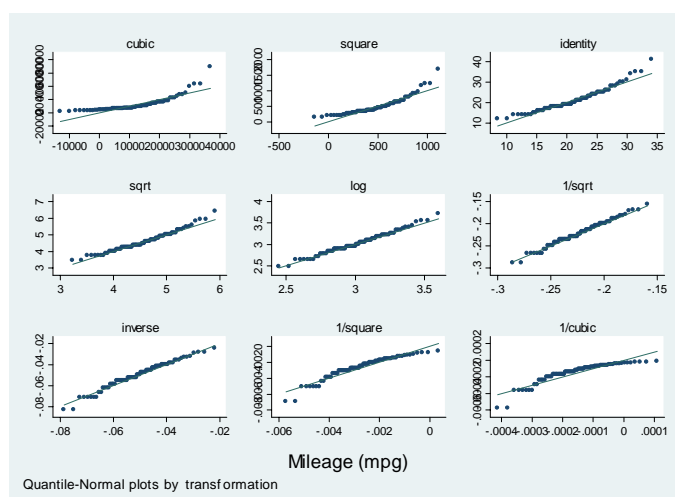 cubic
square
identity
-10000 0 10000 20000 30000 40000
-500 0 500 1000
10 15 20 25 30 35
10 20 30 40
sqrt
log
1/sqrt
3 4 5 6 7
3 4 5 6
2.5 3 3.5 4
2.5 3 3.5
-.3 -.25 -.2 -.15
-.3 -.25 -.2 -.15
inverse
1/square
1/cubic
-.08 -.06 -.04 -.02
-.08 -.06 -.04 -.02
-.006 -.004 -.002 0
-.0004 -.0003 -.0002 -.0001 0 .0001
Mileage (mpg)
Quantile-Normal plots by transformation